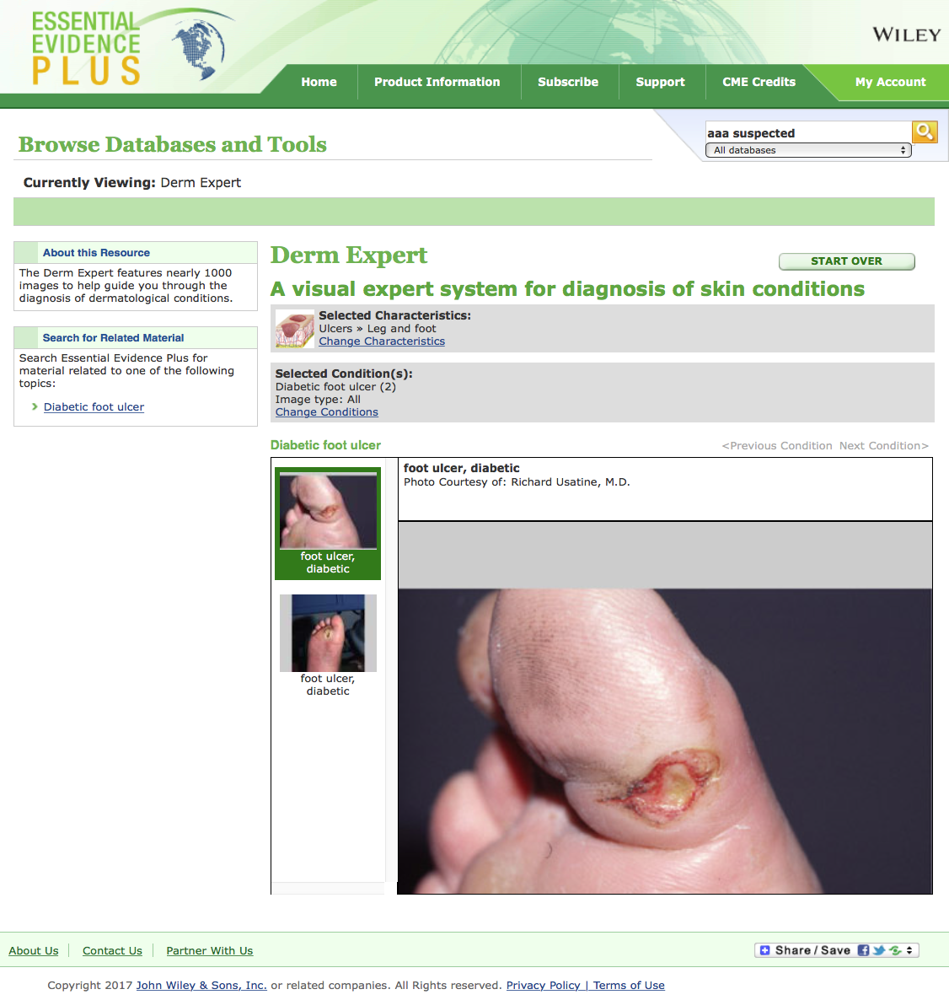 ESSENTIAL
EVIDENCE
PLUS
WILEY
Home
Product Information
Subscribe
Support
CME Credits
My Account
Browse Databases and Tools
aaa suspected
All databases
Currently Viewing: Derm Expert
About this Resource
The Derm Expert features nearly 1000
images to help guide you through the
diagnosis of dermatological conditions.
Search for Related Material
Search Essential Evidence Plus for
material related to one of the following
topics:
Diabetic foot ulcer
Derm Expert
START OVER
A visual expert system for diagnosis of skin conditions
Selected Characteristics:
Ulcers » Leg and foot
Change Characteristics
Selected Condition(s):
Diabetic foot ulcer (2)
Image type: All
Change Conditions
Diabetic foot ulcer
<Previous Condition Next Condition>
foot ulcer,
diabetic
foot ulcer,
diabetic
foot ulcer, diabetic
Photo Courtesy of: Richard Usatine, M.D.
About Us
Contact Us
Partner With Us
Share / Save
Copyright 2017 John Wiley & Sons, Inc. or related companies. All Rights reserved. Privacy Policy | Terms of Use